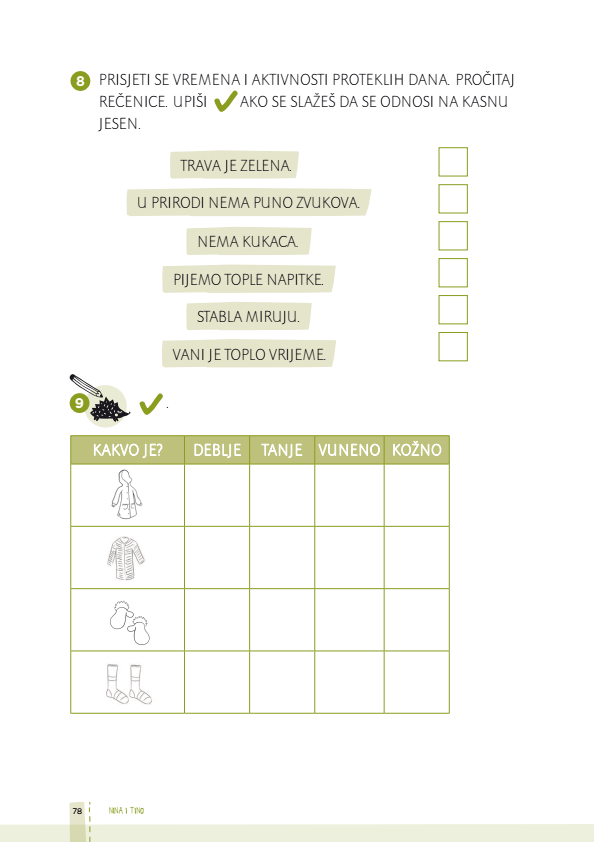 8 PRISJETI SE VREMENA I AKTIVNOSTI PROTEKLIH DANA. PROČITAJ
REČENICE. UPIŠI ✔ AKO SE SLAŽEŠ DA SE ODNOSI NA KASNU
JESEN.
TRAVA JE ZELENA.
U PRIRODI NEMA PUNO ZVUKOVA.
NEMA KUKACA.
PIJEMO TOPLE NAPITKE.
STABLA MIRUJU.
VANI JE TOPLO VRIJEME.
9 ✔ .
KAKVO JE? DEBLJE TANJE VUNENO KOŽNO
78 NINA I TINO